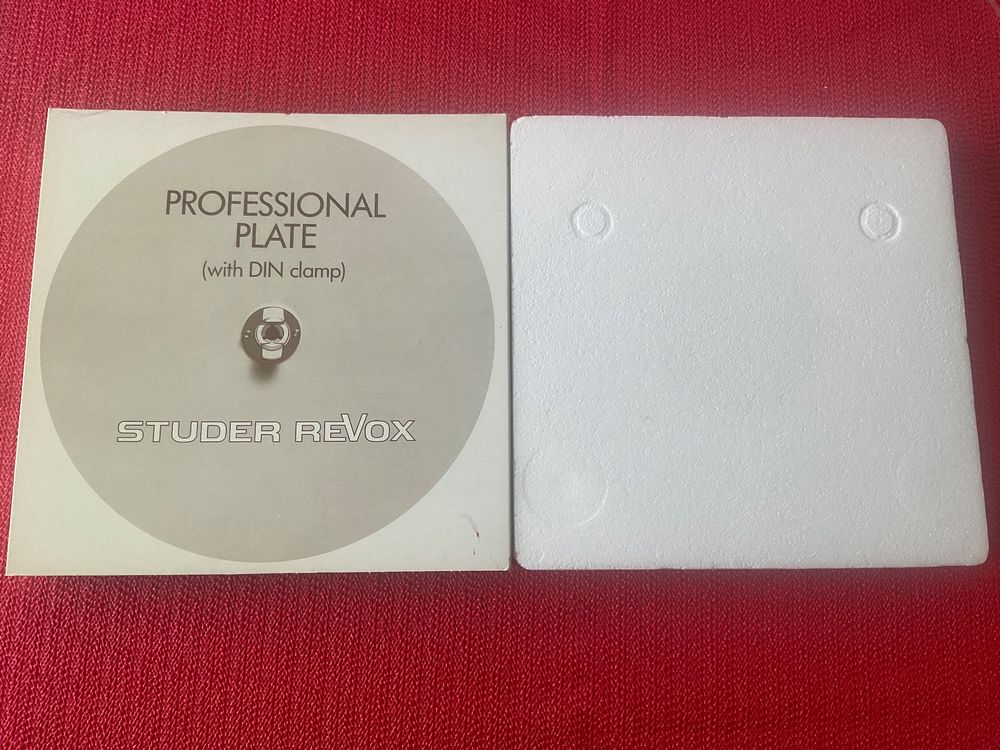 PROFESSIONAL
PLATE
(with DIN clamp)
STUDER REVOX